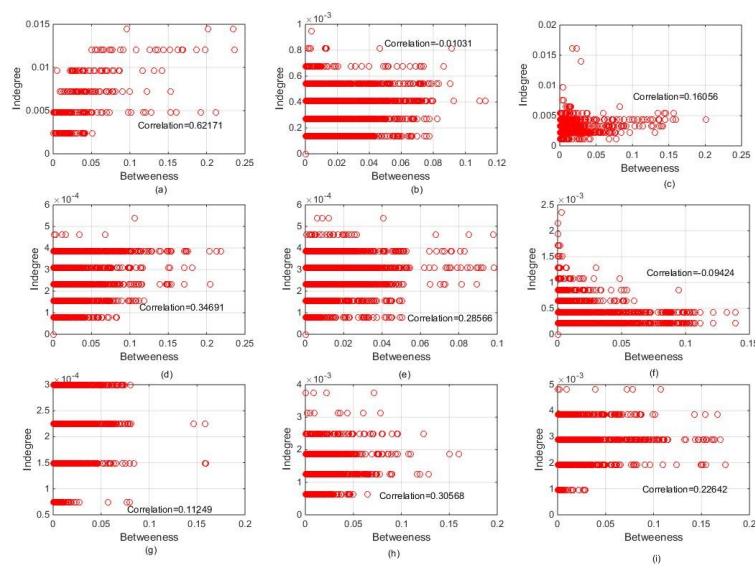 0.015
0.01
0.005
0
Indegree
Correlation=0.62171
0 0.05 0.1 0.15 0.2 0.25
Betweeness
(a)
×10⁻³
1
0.8
0.6
0.4
0.2
0
Indegree
Correlation=-0.01031
0 0.02 0.04 0.06 0.08 0.1 0.12
Betweeness
(b)
0.02
0.015
0.01
0.005
0
Indegree
Correlation=0.16056
0 0.05 0.1 0.15 0.2 0.25
Betweeness
(c)
×10⁻⁴
6
5
4
3
2
1
0
Indegree
Correlation=0.34691
0 0.05 0.1 0.15 0.2 0.25
Betweeness
(d)
×10⁻⁴
6
5
4
3
2
1
0
Indegree
Correlation=0.28566
0 0.02 0.04 0.06 0.08 0.1
Betweeness
(e)
×10⁻³
2.5
2
1.5
1
0.5
0
Indegree
Correlation=-0.09424
0 0.05 0.1 0.15
Betweeness
(f)
×10⁻⁴
3
2.5
2
1.5
1
0.5
Indegree
Correlation=0.11249
0 0.05 0.1 0.15 0.2
Betweeness
(g)
×10⁻³
4
3
2
1
0
Indegree
Correlation=0.30568
0 0.05 0.1 0.15 0.2
Betweeness
(h)
×10⁻³
5
4
3
2
1
0
Indegree
Correlation=0.22642
0 0.05 0.1 0.15 0.2
Betweeness
(i)